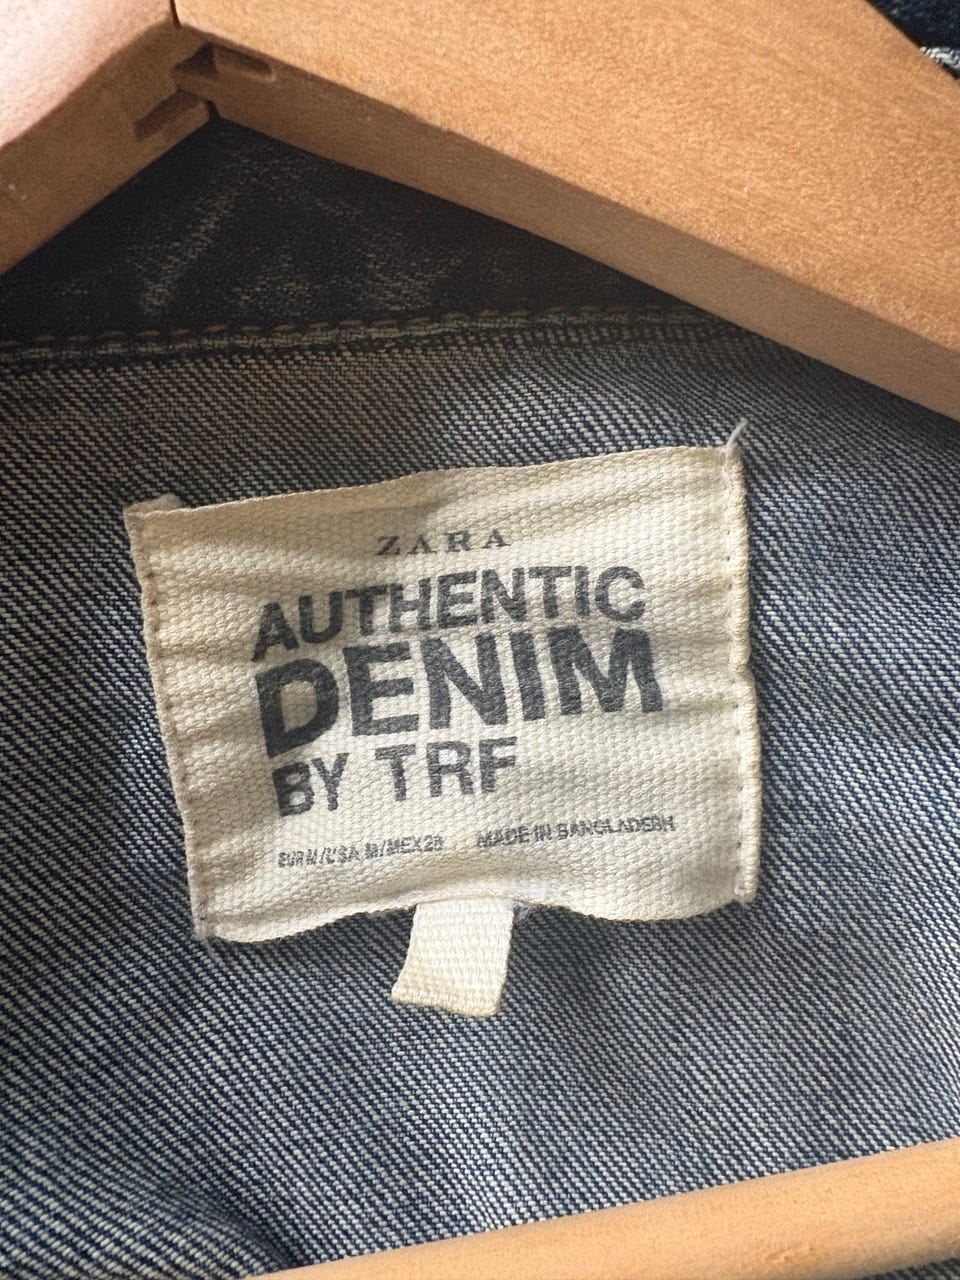 ZARA
AUTHENTIC
DENIM
BY TRF
EUR M/USA M/MEX 28 MADE IN BANGLADESH